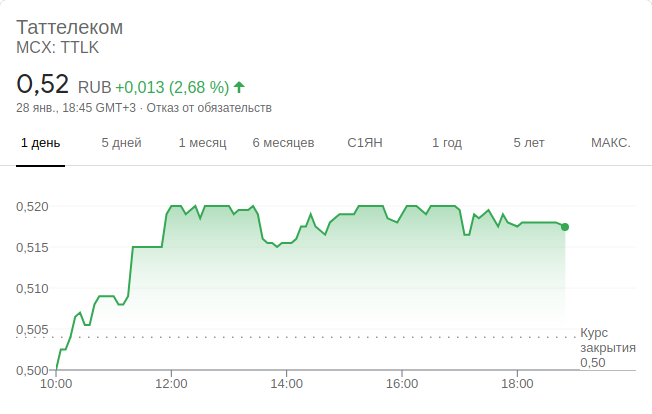 Таттелеком
MCX: TTLK
0,52 RUB +0,013 (2,68 %)
28 янв., 18:45 GMT+3 · Отказ от обязательств
1 день 5 дней 1 месяц 6 месяцев С1ЯН 1 год 5 лет МАКС.
0,520
0,515
0,510
0,505
0,500
Курс
закрытия
0,50
10:00 12:00 14:00 16:00 18:00